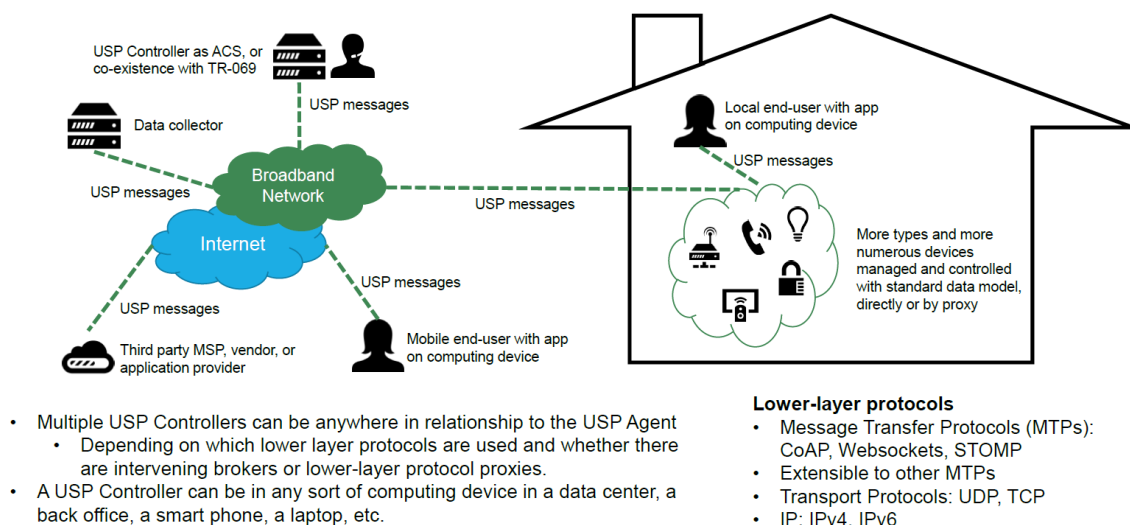 USP Controller as ACS, or
co-existence with TR-069
USP messages
Data collector
USP messages
Broadband
Network
Internet
USP messages
USP messages
USP messages
Third party MSP, vendor, or
application provider
Mobile end-user with app
on computing device
Local end-user with app
on computing device
USP messages
More types and more
numerous devices
managed and controlled
with standard data model,
directly or by proxy
• Multiple USP Controllers can be anywhere in relationship to the USP Agent
• Depending on which lower layer protocols are used and whether there
are intervening brokers or lower-layer protocol proxies.
• A USP Controller can be in any sort of computing device in a data center, a
back office, a smart phone, a laptop, etc.
Lower-layer protocols
• Message Transfer Protocols (MTPs):
CoAP, Websockets, STOMP
• Extensible to other MTPs
• Transport Protocols: UDP, TCP
• IP: IPv4, IPv6